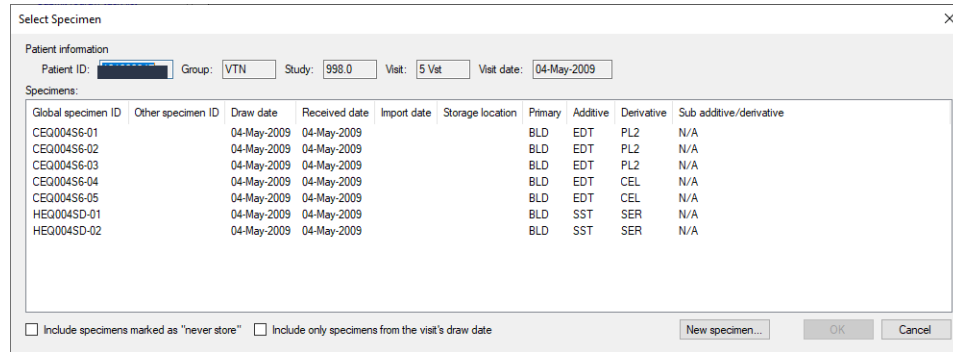 Select Specimen
Patient information
Patient ID: Group: VTN Study: 998.0 Visit: 5 Vst Visit date: 04-May-2009
Specimens:
Global specimen ID Other specimen ID Draw date Received date Import date Storage location Primary Additive Derivative Sub additive/derivative
CEQ004S6-01 04-May-2009 04-May-2009 BLD EDT PL2 N/A
CEQ004S6-02 04-May-2009 04-May-2009 BLD EDT PL2 N/A
CEQ004S6-03 04-May-2009 04-May-2009 BLD EDT PL2 N/A
CEQ004S6-04 04-May-2009 04-May-2009 BLD EDT CEL N/A
CEQ004S6-05 04-May-2009 04-May-2009 BLD EDT CEL N/A
HEQ004SD-01 04-May-2009 04-May-2009 BLD SST SER N/A
HEQ004SD-02 04-May-2009 04-May-2009 BLD SST SER N/A
Include specimens marked as "never store" Include only specimens from the visit's draw date New specimen... OK Cancel